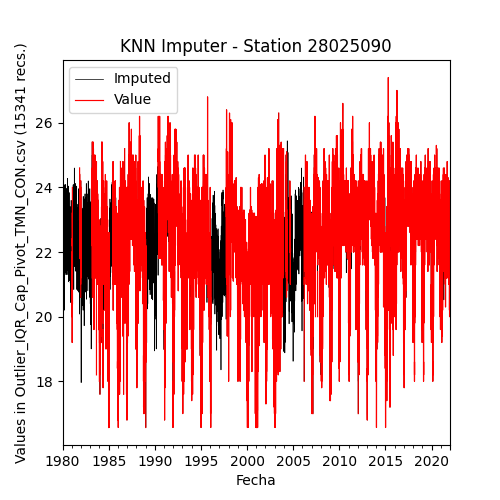 KNN Imputer - Station 28025090
Imputed
Value
Values in Outlier_IQR_Cap_Pivot_TMN_CON.csv (15341 recs.)
26
24
22
20
18
1980 1985 1990 1995 2000 2005 2010 2015 2020
Fecha